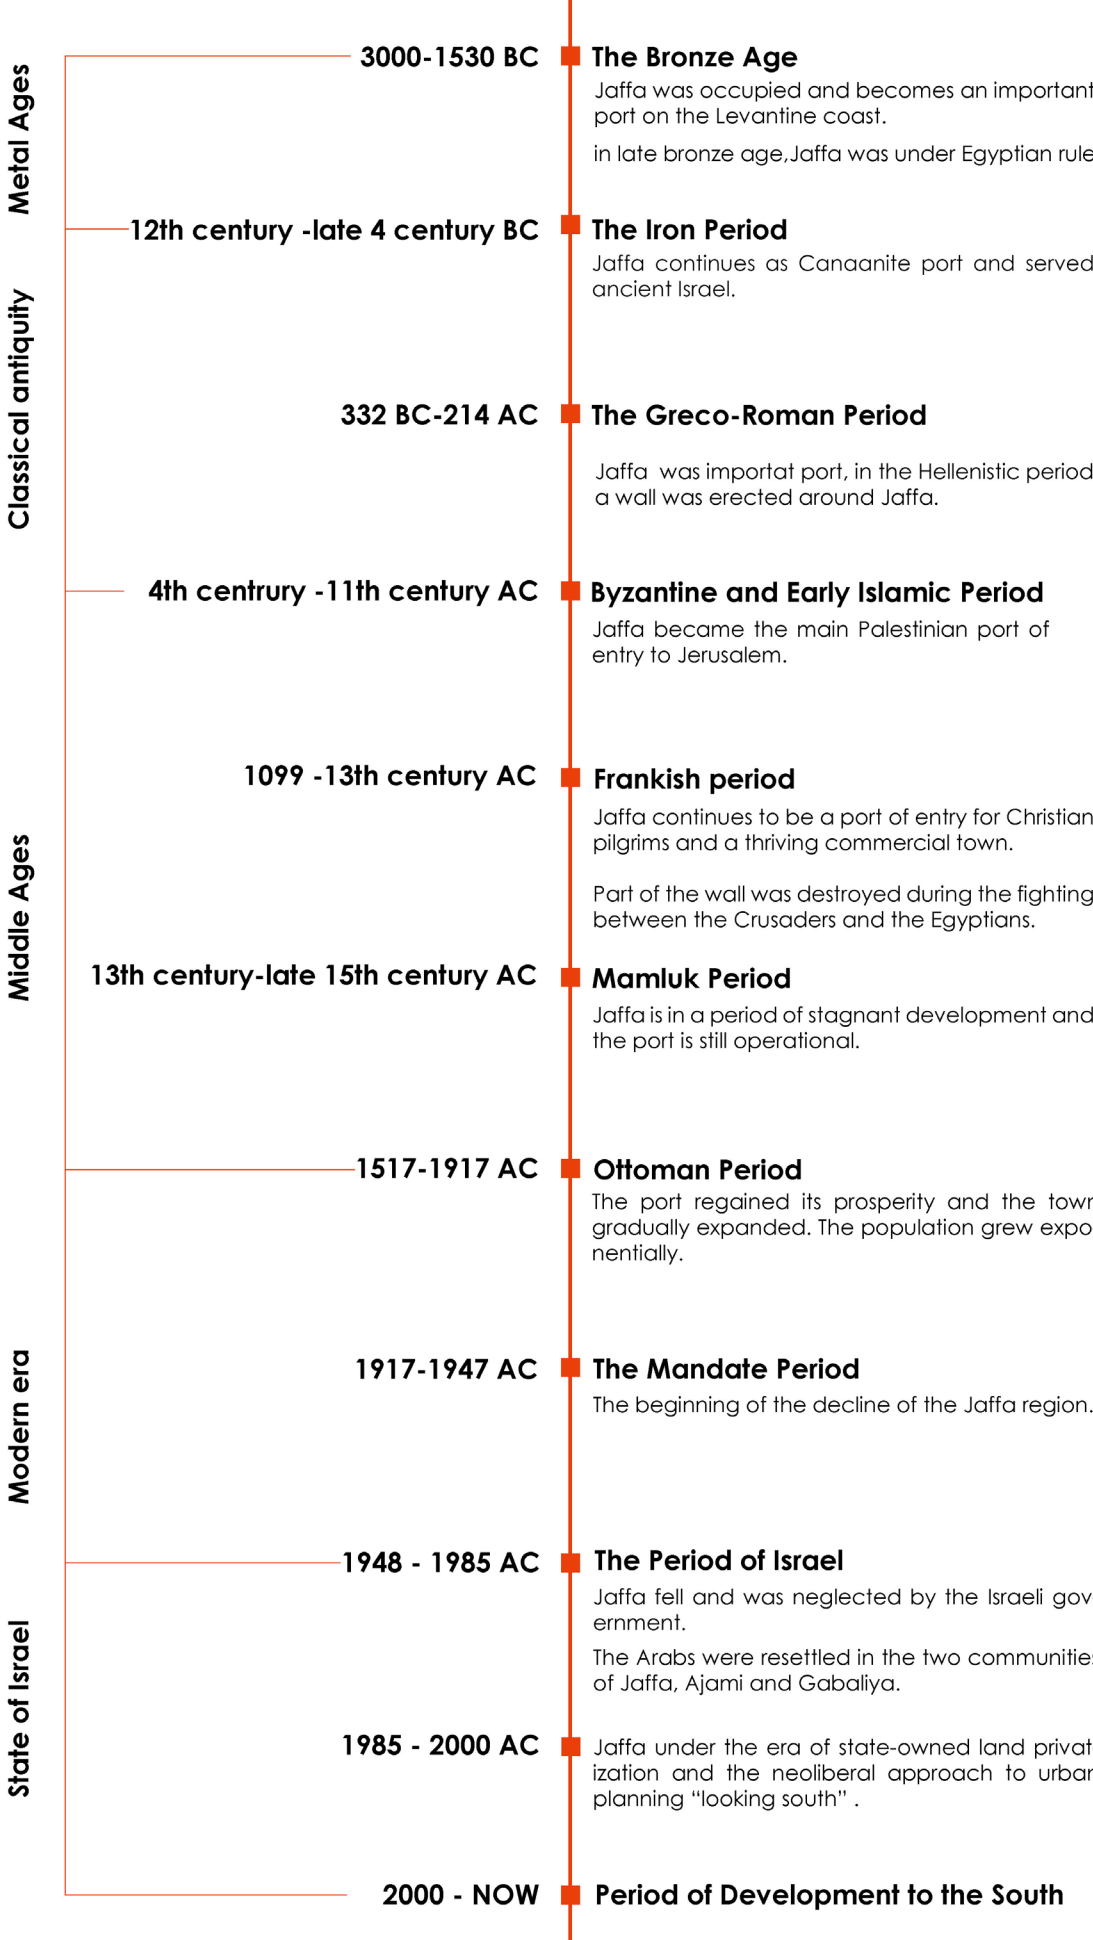 Metal Ages
3000-1530 BC
The Bronze Age
Jaffa was occupied and becomes an important
port on the Levantine coast.
in late bronze age,Jaffa was under Egyptian rule
12th century -late 4 century BC
The Iron Period
Jaffa continues as Canaanite port and served
ancient Israel.
Classical antiquity
332 BC-214 AC
The Greco-Roman Period
Jaffa was importat port, in the Hellenistic period
a wall was erected around Jaffa.
4th centrury -11th century AC
Byzantine and Early Islamic Period
Jaffa became the main Palestinian port of
entry to Jerusalem.
Middle Ages
1099 -13th century AC
Frankish period
Jaffa continues to be a port of entry for Christian
pilgrims and a thriving commercial town.
Part of the wall was destroyed during the fighting
between the Crusaders and the Egyptians.
13th century-late 15th century AC
Mamluk Period
Jaffa is in a period of stagnant development and
the port is still operational.
1517-1917 AC
Ottoman Period
The port regained its prosperity and the town
gradually expanded. The population grew expo
nentially.
Modern era
1917-1947 AC
The Mandate Period
The beginning of the decline of the Jaffa region.
1948 - 1985 AC
The Period of Israel
Jaffa fell and was neglected by the Israeli gov
ernment.
The Arabs were resettled in the two communities
of Jaffa, Ajami and Gabaliya.
State of Israel
1985 - 2000 AC
Jaffa under the era of state-owned land privat
ization and the neoliberal approach to urban
planning “looking south” .
2000 - NOW
Period of Development to the South